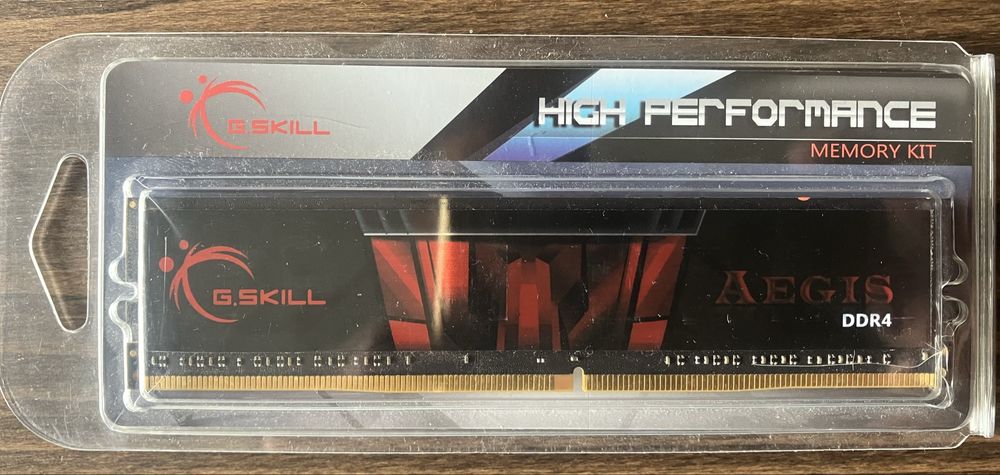 G.SKILL
HIGH PERFORMANCE
MEMORY KIT
G.SKILL
AEGIS
DDR4